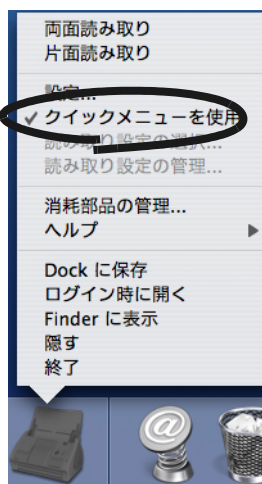 両面読み取り
片面読み取り
設定...
✓ クイックメニューを使用
読み取り設定の選択...
読み取り設定の管理...
消耗部品の管理...
ヘルプ
Dock に保存
ログイン時に開く
Finder に表示
隠す
終了
@